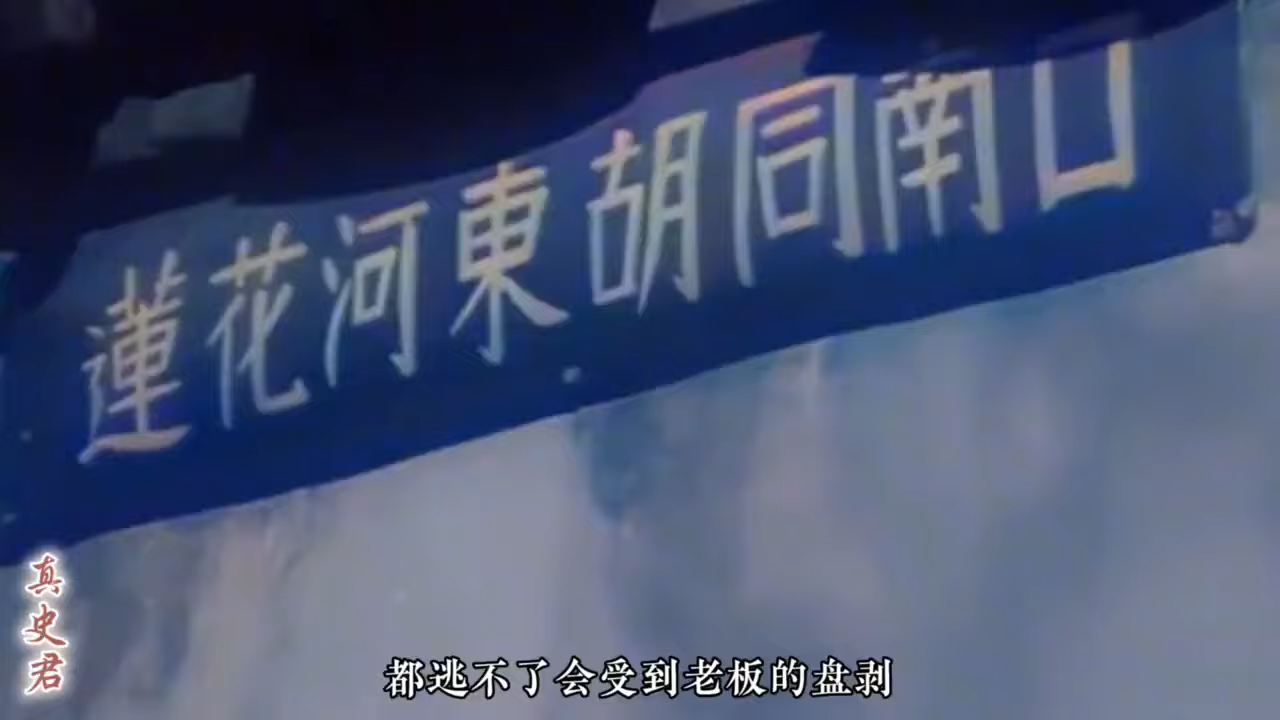 蓮花河東胡同南口
真史君
都逃不了会受到老板的盘剥